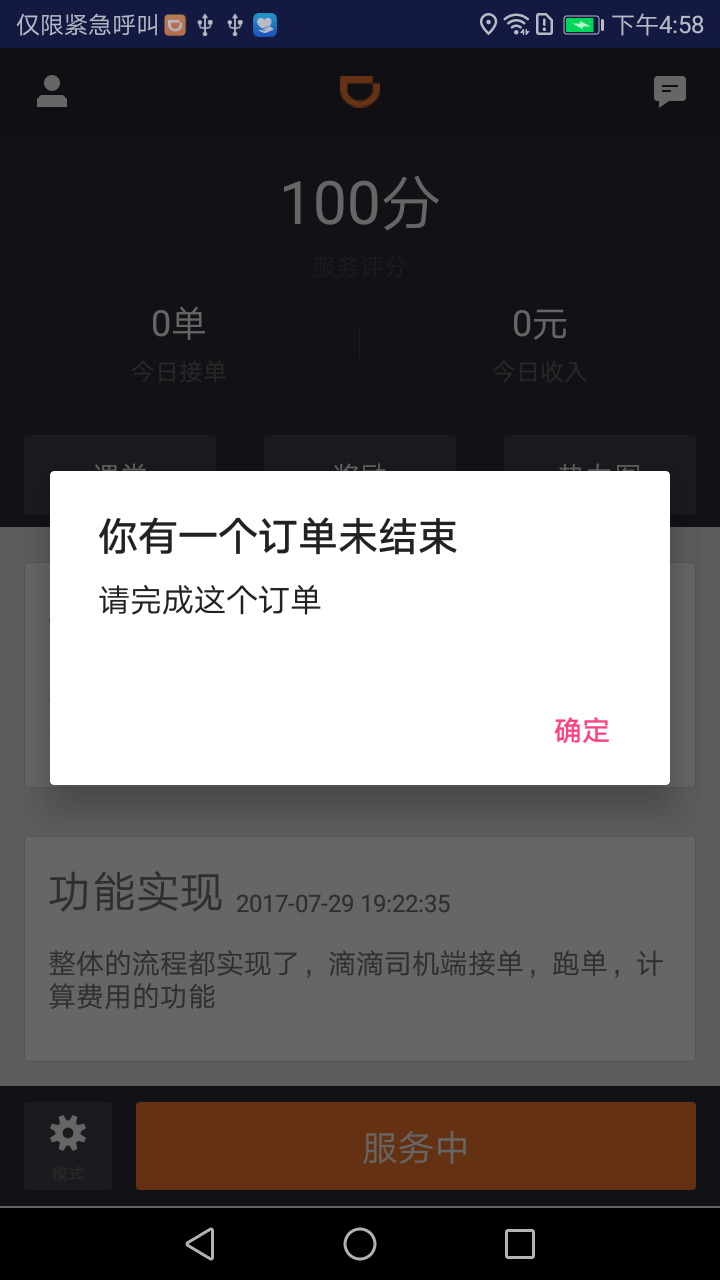 仅限紧急呼叫 下午4:58
100分
服务评分
0单 0元
今日接单 今日收入
你有一个订单未结束
请完成这个订单
确定
功能实现 2017-07-29 19:22:35
整体的流程都实现了，滴滴司机端接单，跑单，计
算费用的功能
模式
服务中